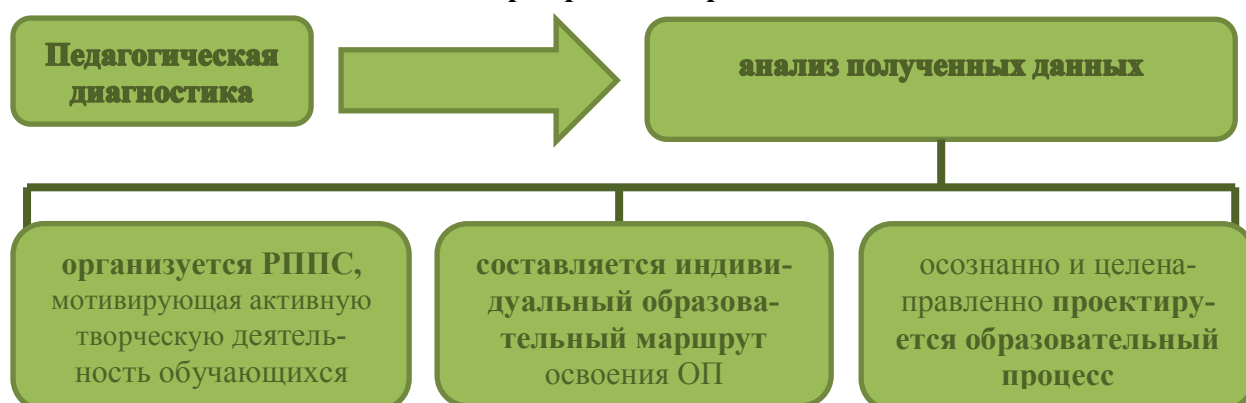 Педагогическая
диагностика
анализ полученных данных
организуется РППС,
мотивирующая активную
творческую деятель-
ность обучающихся
составляется индиви-
дуальный образова-
тельный маршрут
освоения ОП
осознанно и целена-
правленно проектиру-
ется образовательный
процесс